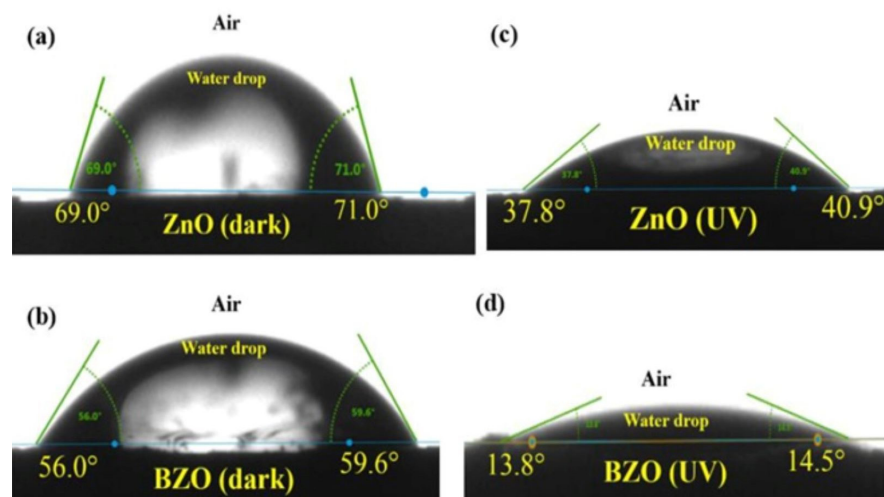 (a)
Air
Water drop
69.0°
71.0°
69.0°
71.0°
ZnO (dark)
(c)
Air
Water drop
37.8°
40.9°
37.8°
40.9°
ZnO (UV)
(b)
Air
Water drop
56.0°
59.6°
56.0°
59.6°
BZO (dark)
(d)
Air
Water drop
13.8°
14.5°
BZO (UV)